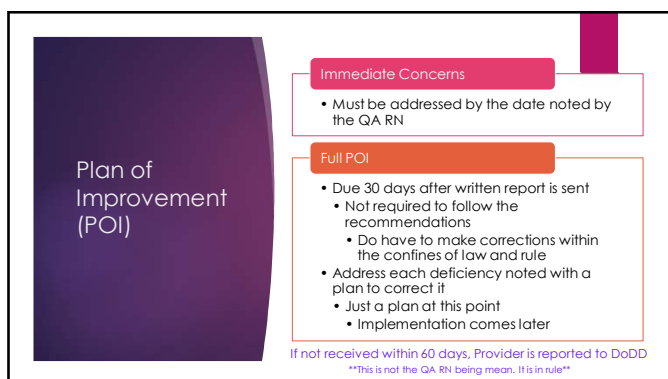 Plan of
Improvement
(POI)
Immediate Concerns
• Must be addressed by the date noted by
the QA RN
Full POI
• Due 30 days after written report is sent
• Not required to follow the
recommendations
• Do have to make corrections within
the confines of law and rule
• Address each deficiency noted with a
plan to correct it
• Just a plan at this point
• Implementation comes later
If not received within 60 days, Provider is reported to DoDD
**This is not the QA RN being mean. It is in rule**